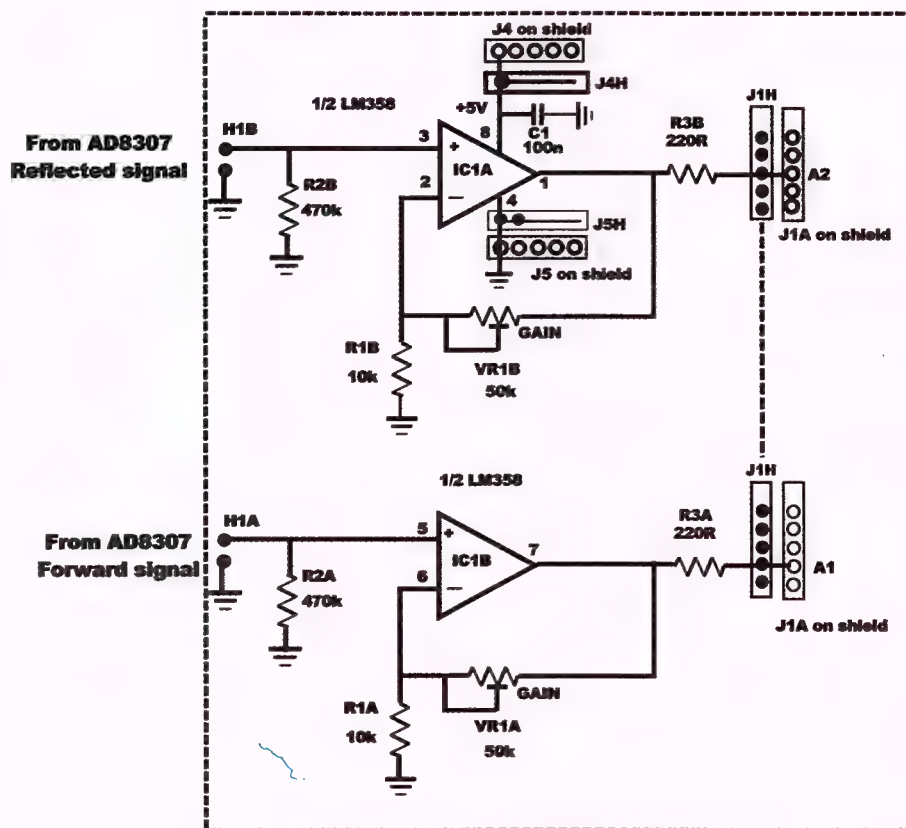 J4 on shield
J4H
+5V
1/2 LM358
C1
100n
J1H
H1B
From AD8307
Reflected signal
R3B
220R
3
8
+
IC1A
1
2
−
4
R2B
470k
A2
J5H
J1A on shield
J5 on shield
GAIN
R1B
10k
VR1B
50k
1/2 LM358
J1H
H1A
From AD8307
Forward signal
R3A
220R
5
+
7
IC1B
6
−
R2A
470k
A1
J1A on shield
GAIN
R1A
10k
VR1A
50k